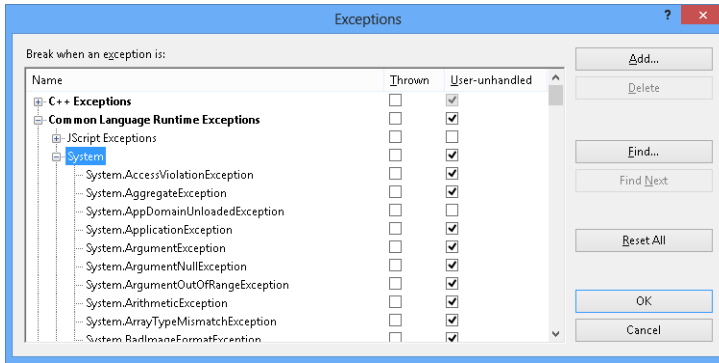 Exceptions
? ×
Break when an exception is:
Add...
Name Thrown User-unhandled
Delete
C++ Exceptions
Common Language Runtime Exceptions
JScript Exceptions
System
Find...
System.AccessViolationException
Find Next
System.AggregateException
System.AppDomainUnloadedException
System.ApplicationException
Reset All
System.ArgumentException
System.ArgumentNullException
System.ArgumentOutOfRangeException
OK
System.ArithmeticException
System.ArrayTypeMismatchException
Cancel
System.BadImageFormatException